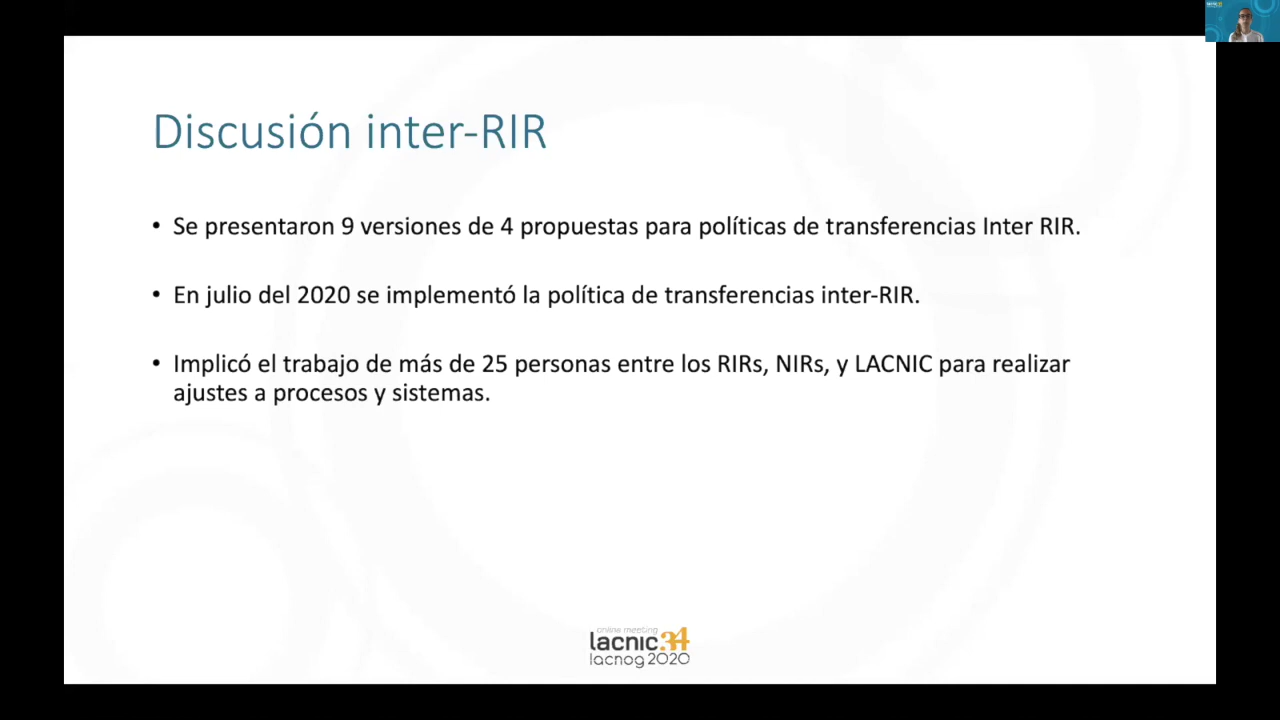 Discusión inter-RIR
• Se presentaron 9 versiones de 4 propuestas para políticas de transferencias Inter RIR.
• En julio del 2020 se implementó la política de transferencias inter-RIR.
• Implicó el trabajo de más de 25 personas entre los RIRs, NIRs, y LACNIC para realizar
ajustes a procesos y sistemas.
online meeting
lacnic34
lacnog2020